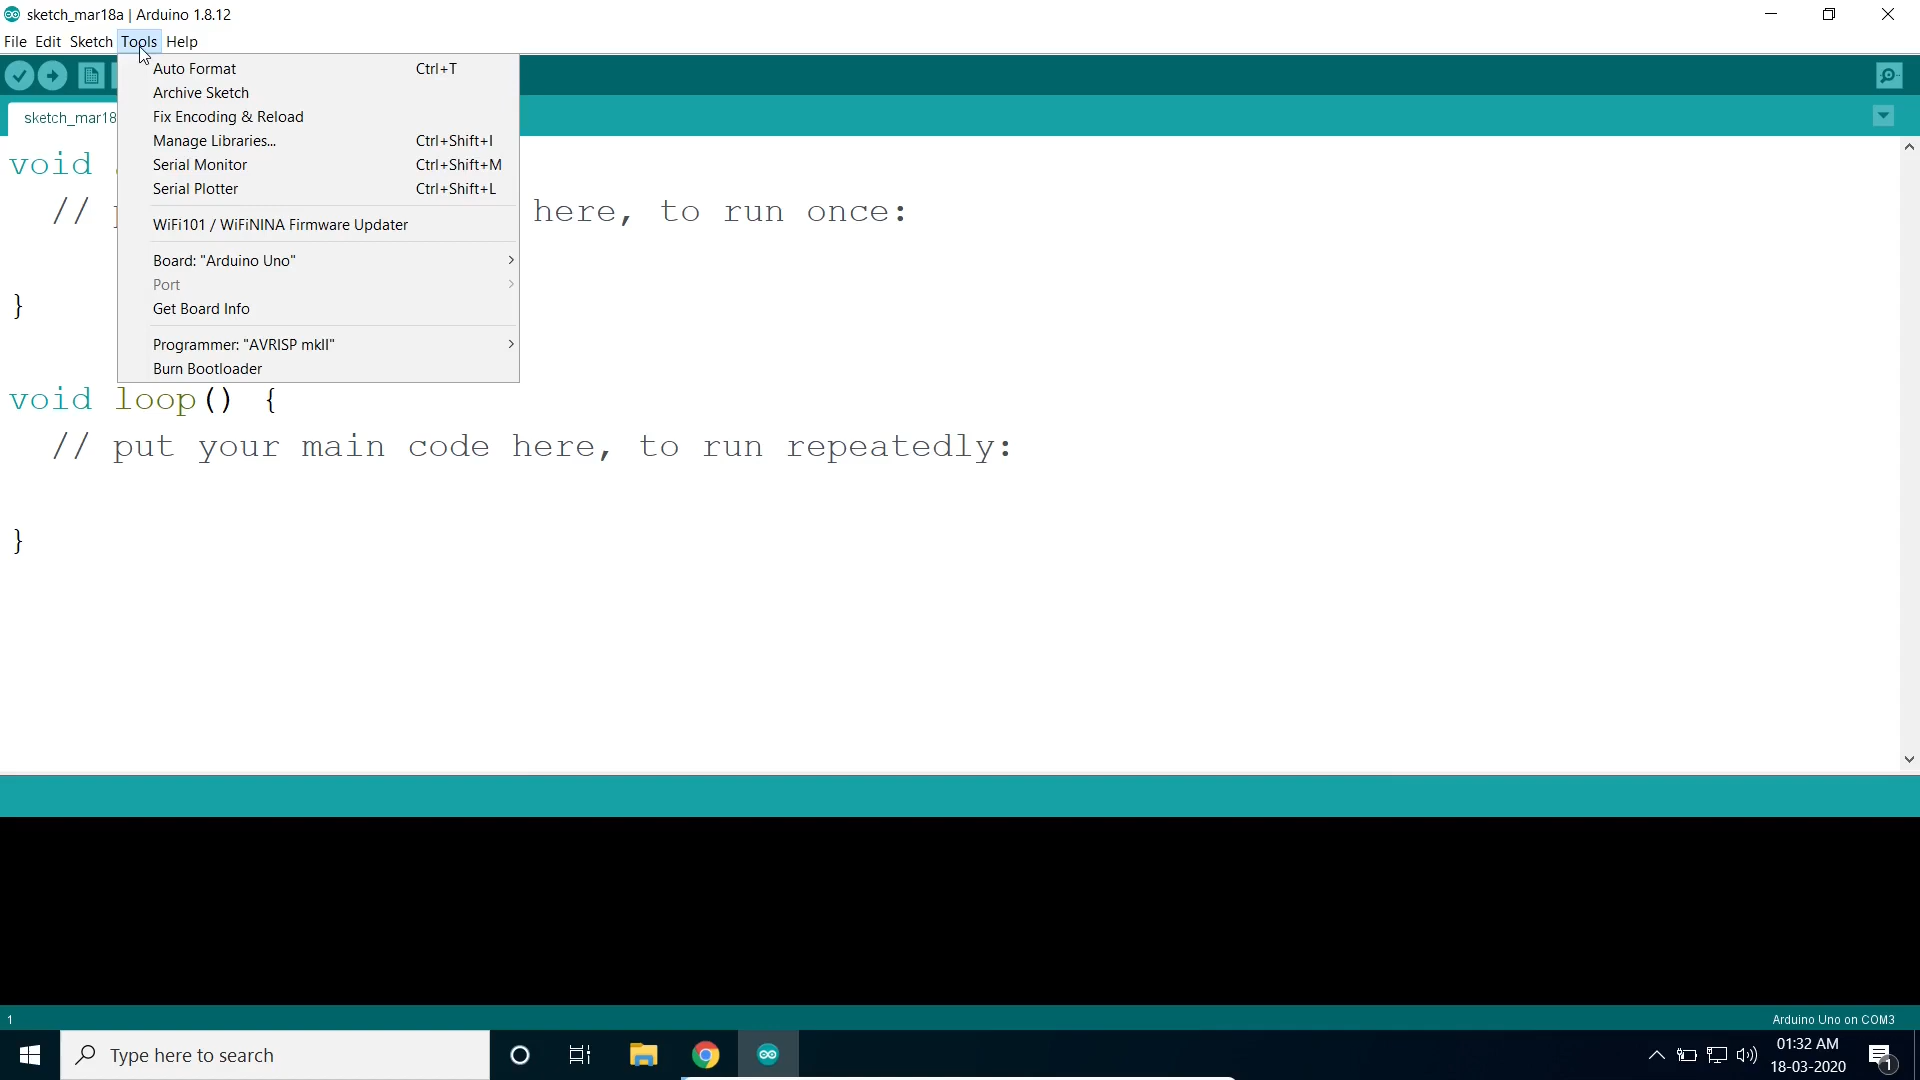 sketch_mar18a | Arduino 1.8.12
File Edit Sketch Tools Help
Auto Format Ctrl+T
Archive Sketch
Fix Encoding & Reload
Manage Libraries... Ctrl+Shift+I
Serial Monitor Ctrl+Shift+M
Serial Plotter Ctrl+Shift+L
WiFi101 / WiFiNINA Firmware Updater
Board: "Arduino Uno"
Port
Get Board Info
Programmer: "AVRISP mkII"
Burn Bootloader
sketch_mar18
void
// here, to run once:
}
void loop() {
// put your main code here, to run repeatedly:
}
1
Arduino Uno on COM3
Type here to search
01:32 AM
18-03-2020
1